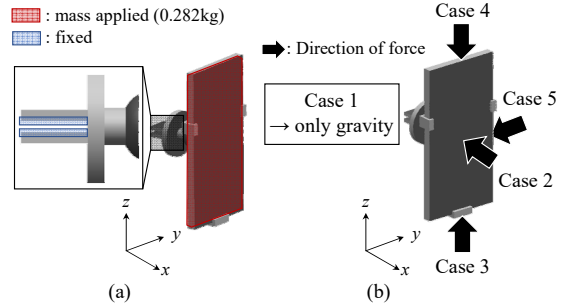 : mass applied (0.282kg)
: fixed
z
y
x
(a)
Case 4
: Direction of force
Case 1
→ only gravity
Case 5
Case 2
z
y
x
Case 3
(b)